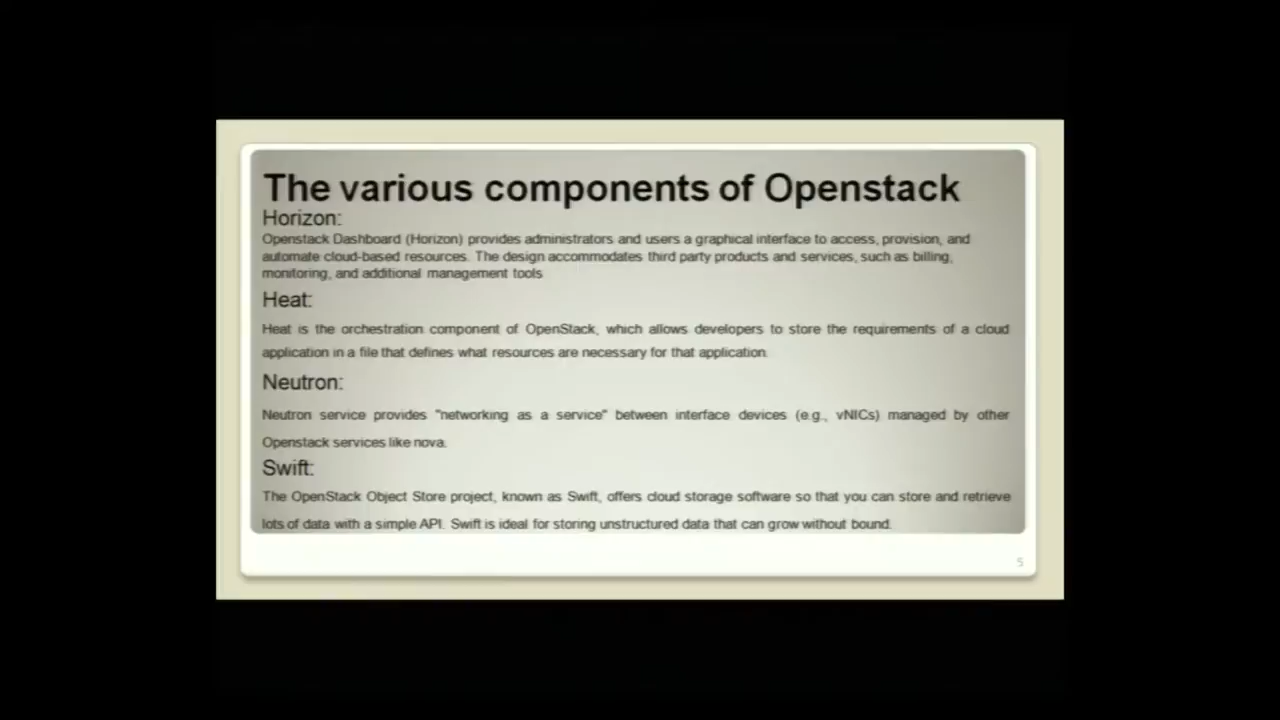 The various components of Openstack
Horizon:
Openstack Dashboard (Horizon) provides administrators and users a graphical interface to access, provision, and
automate cloud-based resources. The design accommodates third party products and services, such as billing,
monitoring, and additional management tools
Heat:
Heat is the orchestration component of OpenStack, which allows developers to store the requirements of a cloud
application in a file that defines what resources are necessary for that application.
Neutron:
Neutron service provides "networking as a service" between interface devices (e.g., vNICs) managed by other
Openstack services like nova.
Swift:
The OpenStack Object Store project, known as Swift, offers cloud storage software so that you can store and retrieve
lots of data with a simple API. Swift is ideal for storing unstructured data that can grow without bound.
5